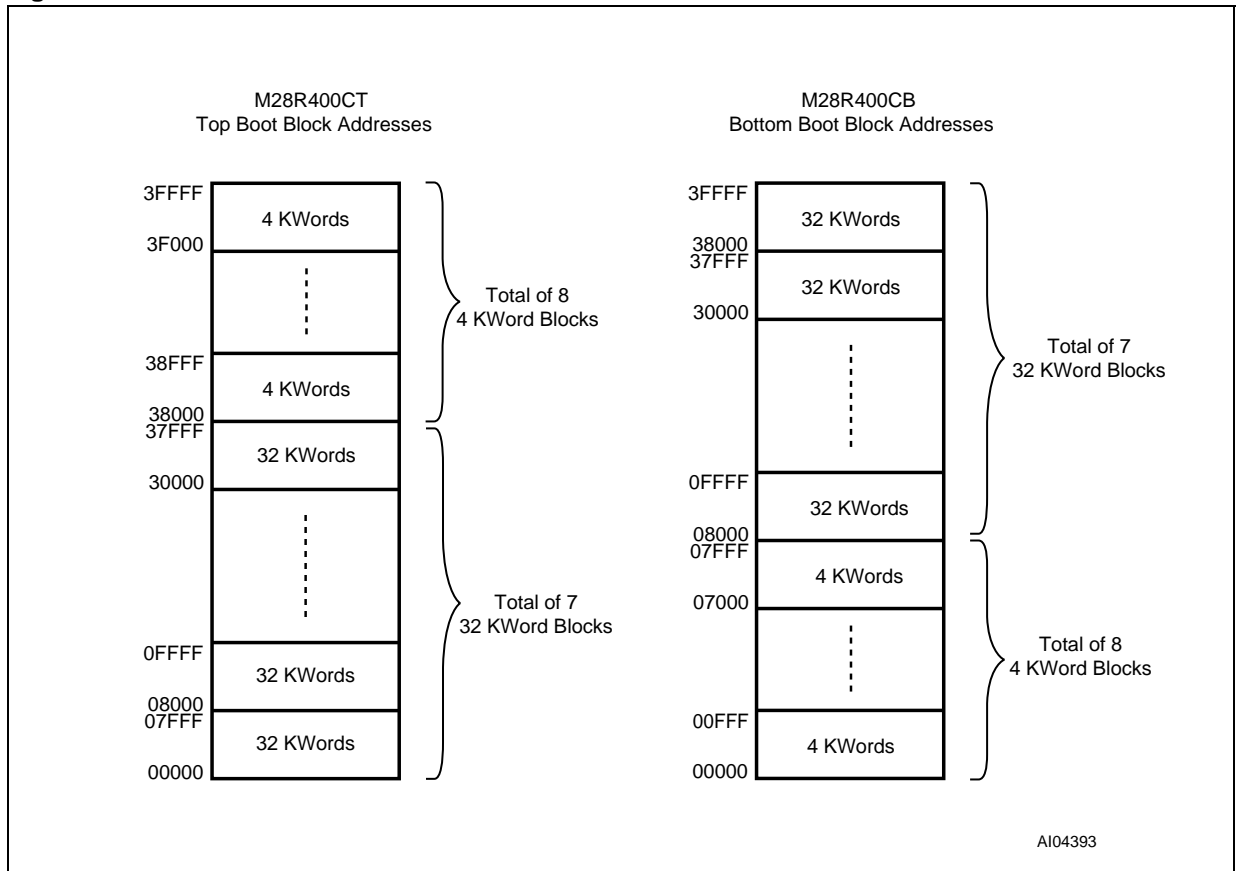 M28R400CT
Top Boot Block Addresses
3FFFF
4 KWords
3F000
Total of 8
4 KWord Blocks
38FFF
4 KWords
38000
37FFF
32 KWords
30000
Total of 7
32 KWord Blocks
0FFFF
32 KWords
08000
07FFF
32 KWords
00000
M28R400CB
Bottom Boot Block Addresses
3FFFF
32 KWords
38000
37FFF
32 KWords
30000
Total of 7
32 KWord Blocks
0FFFF
32 KWords
08000
07FFF
4 KWords
07000
Total of 8
4 KWord Blocks
00FFF
4 KWords
00000
AI04393